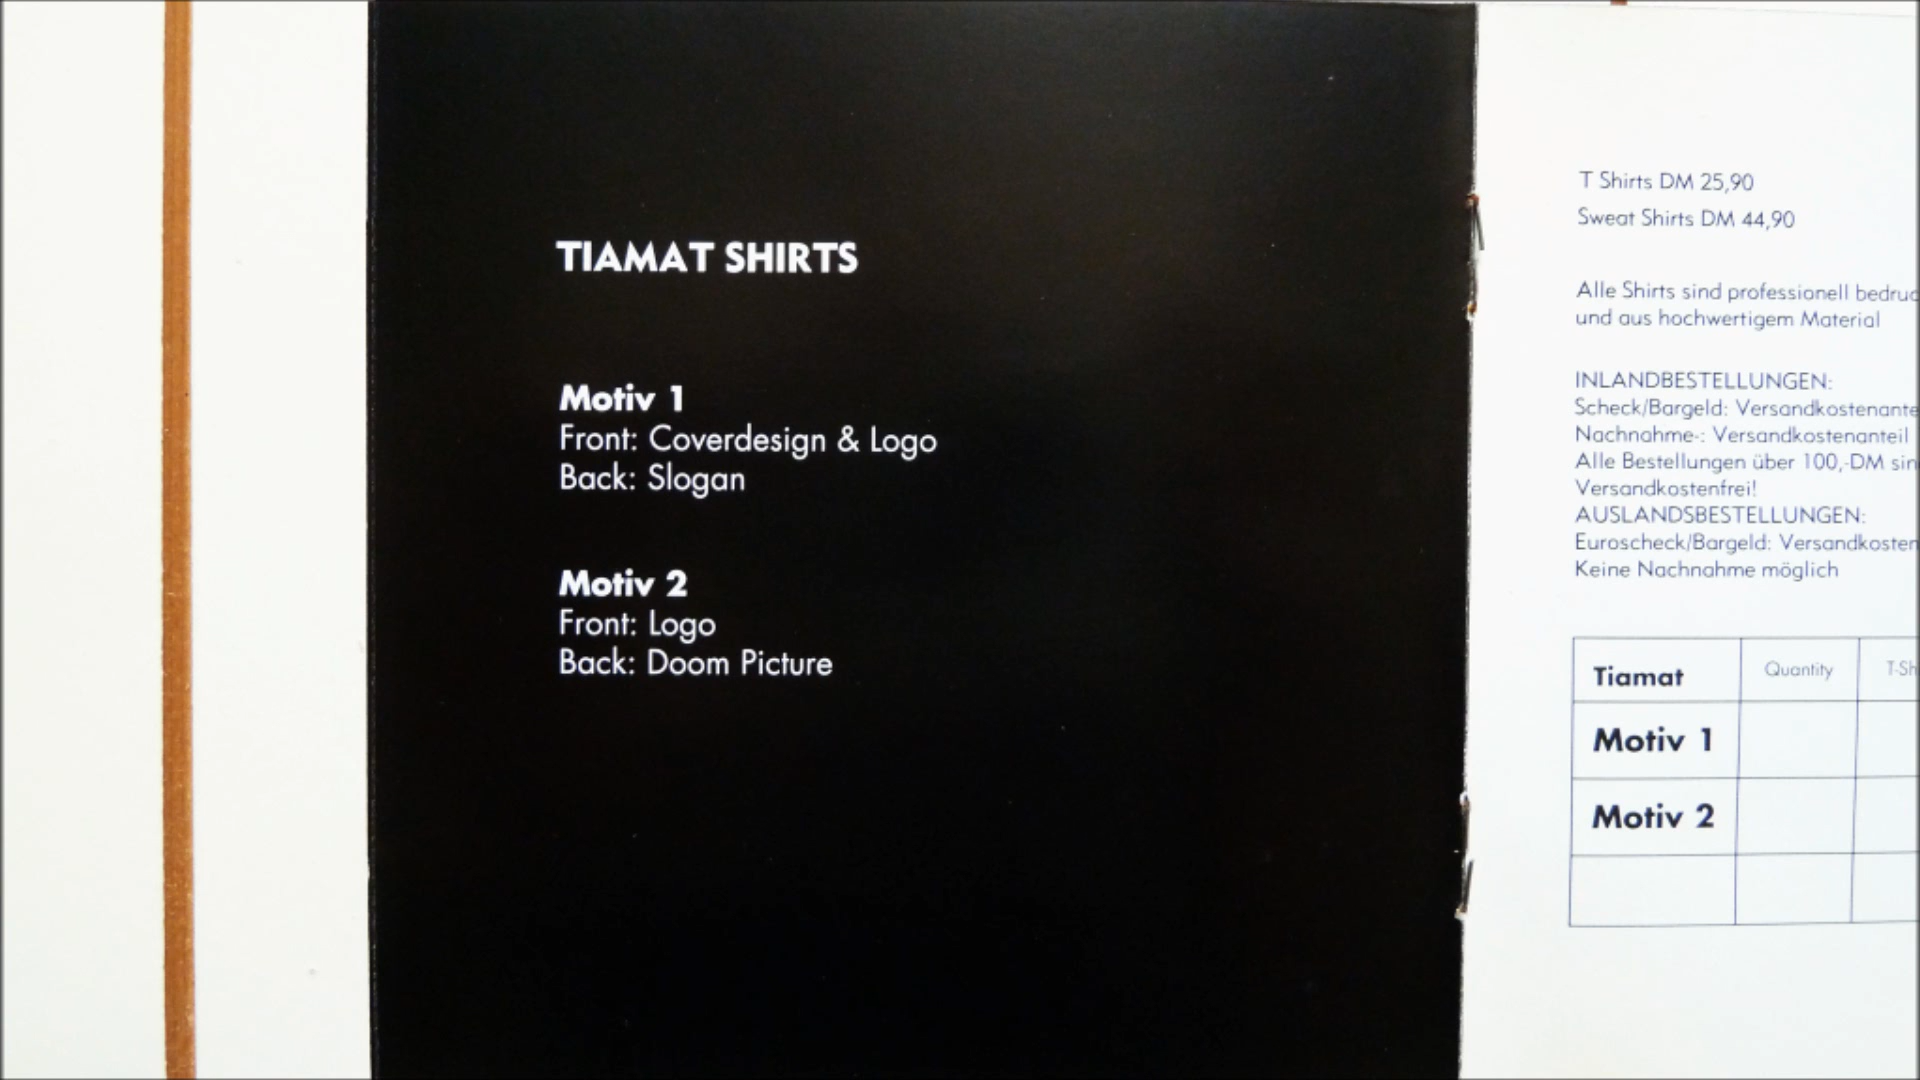 TIAMAT SHIRTS
Motiv 1
Front: Coverdesign & Logo
Back: Slogan
Motiv 2
Front: Logo
Back: Doom Picture
T Shirts DM 25,90
Sweat Shirts DM 44,90
Alle Shirts sind professionell
und aus hochwertigem Material
INLANDBESTELLUNGEN:
Scheck/Bargeld:
Nachnahme-: Versandkostenanteil
Alle Bestellungen über 100,-DM
Versandkostenfrei!
AUSLANDSBESTELLUNGEN:
Euroscheck/Bargeld:
Keine Nachnahme möglich
Tiamat Quantity
Motiv 1
Motiv 2